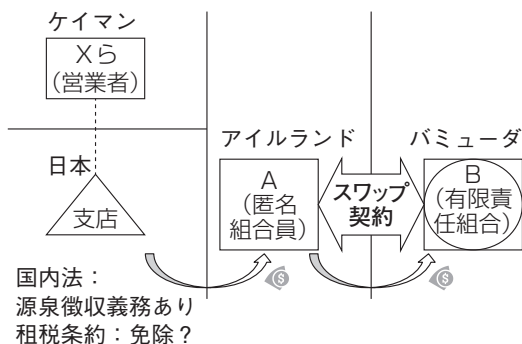 ケイマン
Xら
(営業者)
日本
支店
アイルランド
A
(匿名
組合員)
スワップ
契約
バミューダ
B
(有限責
任組合)
$
$
国内法:
源泉徴収義務あり
租税条約:免除?